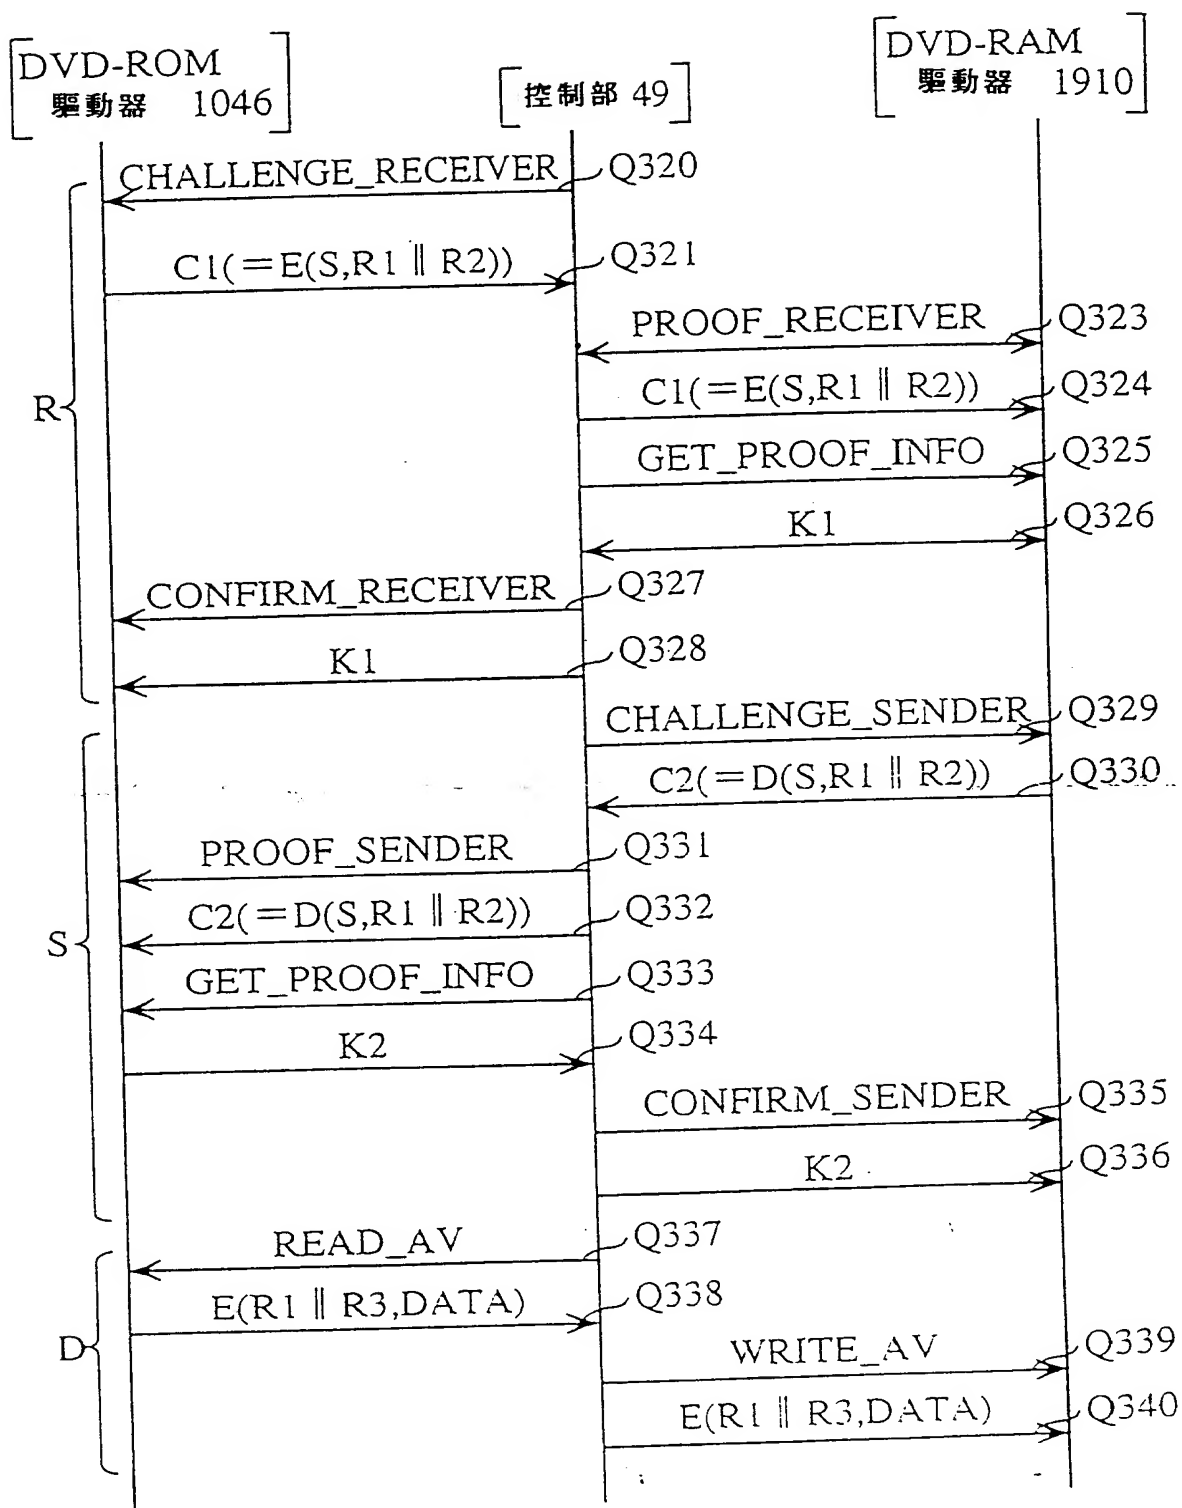 DVD-ROM
驅動器 1046
控制部 49
DVD-RAM
驅動器 1910
CHALLENGE_RECEIVER
Q320
C1(=E(S,R1 ‖ R2))
Q321
PROOF_RECEIVER
Q323
C1(=E(S,R1 ‖ R2))
Q324
R
GET_PROOF_INFO
Q325
K1
Q326
CONFIRM_RECEIVER
Q327
K1
Q328
CHALLENGE_SENDER
Q329
C2(=D(S,R1 ‖ R2))
Q330
PROOF_SENDER
Q331
C2(=D(S,R1 ‖ R2))
Q332
S
GET_PROOF_INFO
Q333
K2
Q334
CONFIRM_SENDER
Q335
K2
Q336
READ_AV
Q337
E(R1 ‖ R3,DATA)
Q338
D
WRITE_AV
Q339
E(R1 ‖ R3,DATA)
Q340